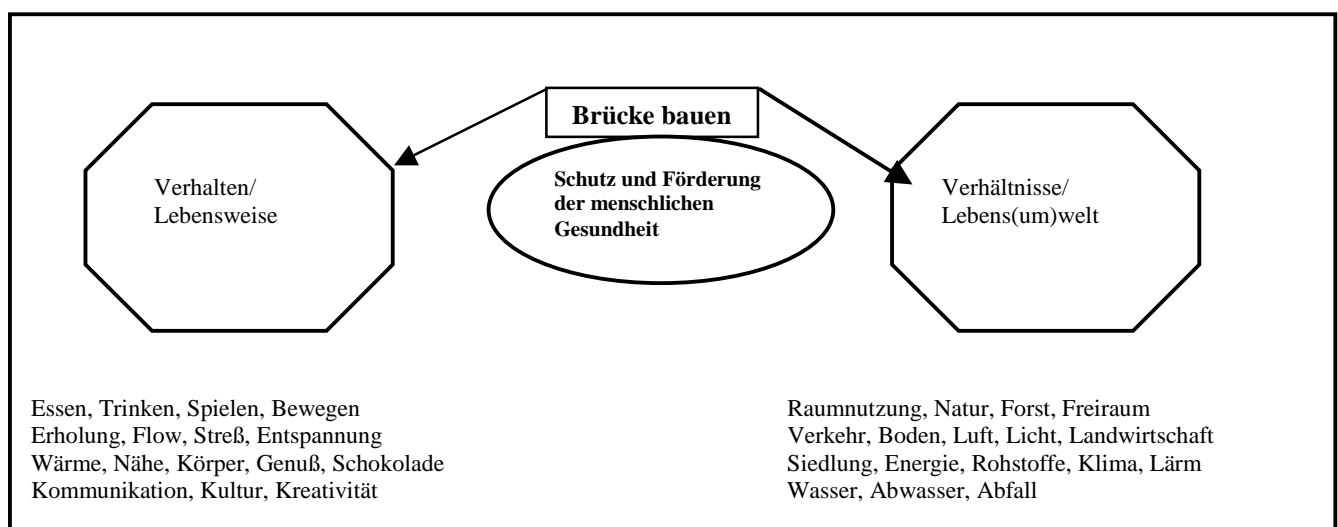 Brücke bauen
Verhalten/
Lebensweise
Schutz und Förderung
der menschlichen
Gesundheit
Verhältnisse/
Lebens(um)welt
Essen, Trinken, Spielen, Bewegen
Erholung, Flow, Streß, Entspannung
Wärme, Nähe, Körper, Genuß, Schokolade
Kommunikation, Kultur, Kreativität
Raumnutzung, Natur, Forst, Freiraum
Verkehr, Boden, Luft, Licht, Landwirtschaft
Siedlung, Energie, Rohstoffe, Klima, Lärm
Wasser, Abwasser, Abfall